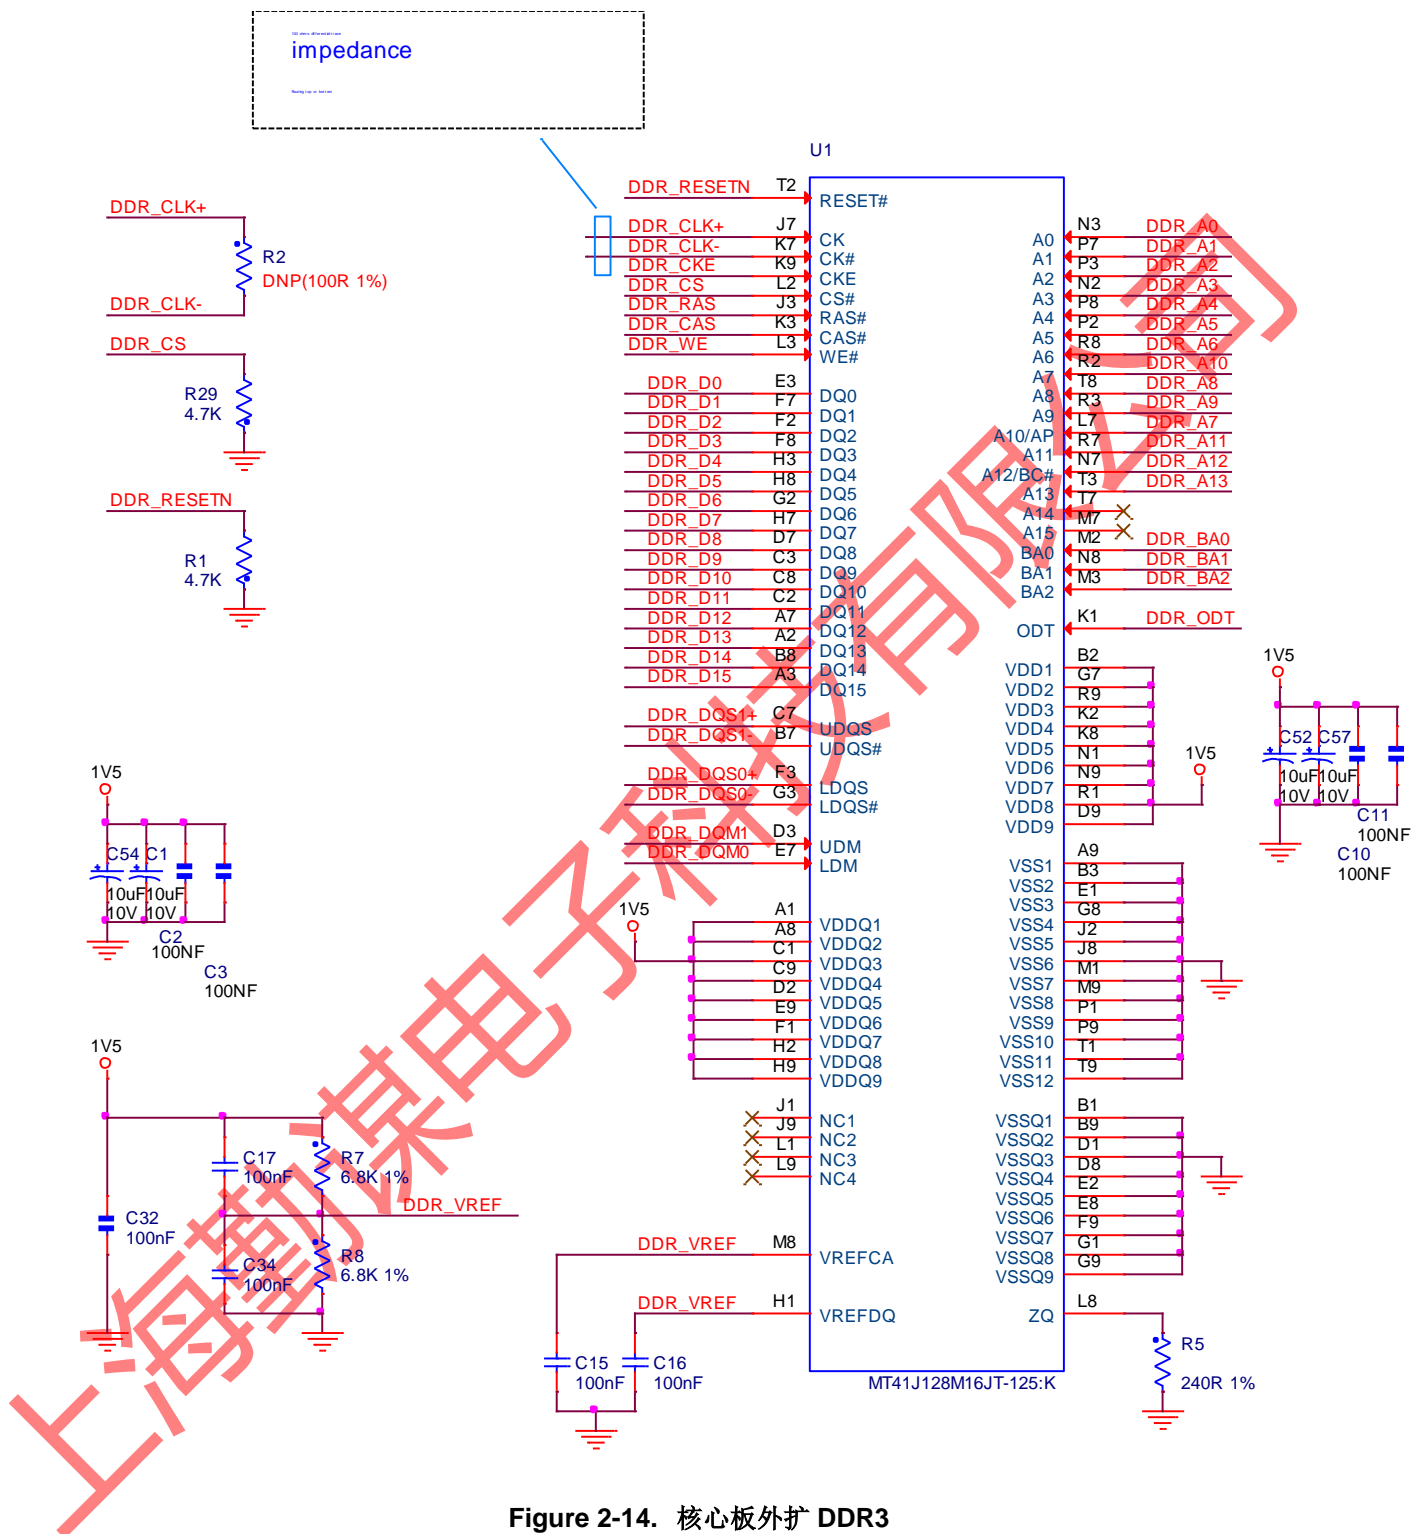 100 ohms differential type
impedance
Routing top or bottom
U1
DDR_RESETN T2 RESET#
DDR_CLK+ J7 CK
DDR_CLK- K7 CK#
DDR_CKE K9 CKE
DDR_CS L2 CS#
DDR_RAS J3 RAS#
DDR_CAS K3 CAS#
DDR_WE L3 WE#
DDR_D0 E3 DQ0
DDR_D1 F7 DQ1
DDR_D2 F2 DQ2
DDR_D3 F8 DQ3
DDR_D4 H3 DQ4
DDR_D5 H8 DQ5
DDR_D6 G2 DQ6
DDR_D7 H7 DQ7
DDR_D8 D7 DQ8
DDR_D9 C3 DQ9
DDR_D10 C8 DQ10
DDR_D11 C2 DQ11
DDR_D12 A7 DQ12
DDR_D13 A2 DQ13
DDR_D14 B8 DQ14
DDR_D15 A3 DQ15
DDR_DQS1+ C7 UDQS
DDR_DQS1- B7 UDQS#
DDR_DQS0+ F3 LDQS
DDR_DQS0- G3 LDQS#
DDR_DQM1 D3 UDM
DDR_DQM0 E7 LDM
1V5
A1 VDDQ1
A8 VDDQ2
C1 VDDQ3
C9 VDDQ4
D2 VDDQ5
E9 VDDQ6
F1 VDDQ7
H2 VDDQ8
H9 VDDQ9
J1 NC1
J9 NC2
L1 NC3
L9 NC4
DDR_VREF M8 VREFCA
DDR_VREF H1 VREFDQ
C15
100nF
C16
100nF
A0 N3 DDR_A0
A1 P7 DDR_A1
A2 P3 DDR_A2
A3 N2 DDR_A3
A4 P8 DDR_A4
A5 P2 DDR_A5
A6 R8 DDR_A6
A7 R2 DDR_A10
A8 T8 DDR_A8
A9 R3 DDR_A9
A10/AP L7 DDR_A7
A11 R7 DDR_A11
A12/BC# N7 DDR_A12
A13 T3 DDR_A13
A14 T7
A15 M7
BA0 M2 DDR_BA0
BA1 N8 DDR_BA1
BA2 M3 DDR_BA2
ODT K1 DDR_ODT
VDD1 B2
VDD2 G7
VDD3 R9
VDD4 K2
VDD5 K8
VDD6 N1
VDD7 N9
VDD8 R1
VDD9 D9
1V5
VSS1 A9
VSS2 B3
VSS3 E1
VSS4 G8
VSS5 J2
VSS6 J8
VSS7 M1
VSS8 M9
VSS9 P1
VSS10 P9
VSS11 T1
VSS12 T9
VSSQ1 B1
VSSQ2 B9
VSSQ3 D1
VSSQ4 D8
VSSQ5 E2
VSSQ6 E8
VSSQ7 F9
VSSQ8 G1
VSSQ9 G9
ZQ L8
R5
240R 1%
MT41J128M16JT-125:K
DDR_CLK+
R2
DNP(100R 1%)
DDR_CLK-
DDR_CS
R29
4.7K
DDR_RESETN
R1
4.7K
1V5
C54 C1
10uF 10uF
10V 10V
C2
100NF
C3
100NF
1V5
C17
100nF
R7
6.8K 1%
DDR_VREF
C32
100nF
C34
100nF
R8
6.8K 1%
1V5
C52 C57
10uF 10uF
10V 10V
C11
100NF
C10
100NF
上海勤谋电子科技有限公司
Figure 2-14. 核心板外扩 DDR3